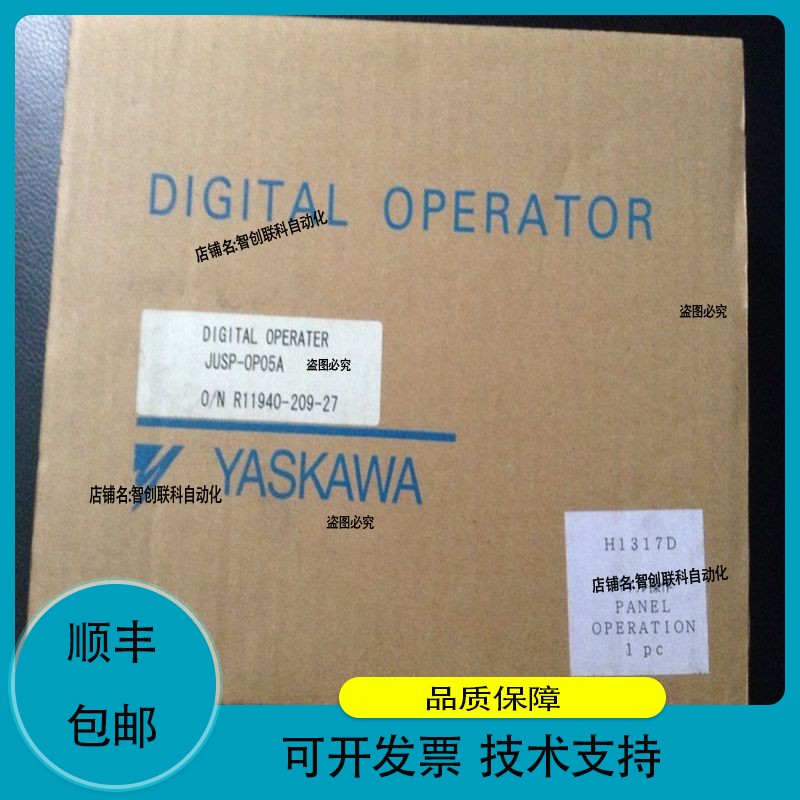 DIGITAL OPERATOR
店铺名:智创联科自动化
盗图必究
DIGITAL OPERATER
JUSP-OP05A
盗图必究
O/N R11940-209-27
YASKAWA
店铺名:智创联科自动化
盗图必究
H1317D
店铺名:智创联科自动化
PANEL
OPERATION
1 pc
顺丰
包邮
品质保障
可开发票 技术支持